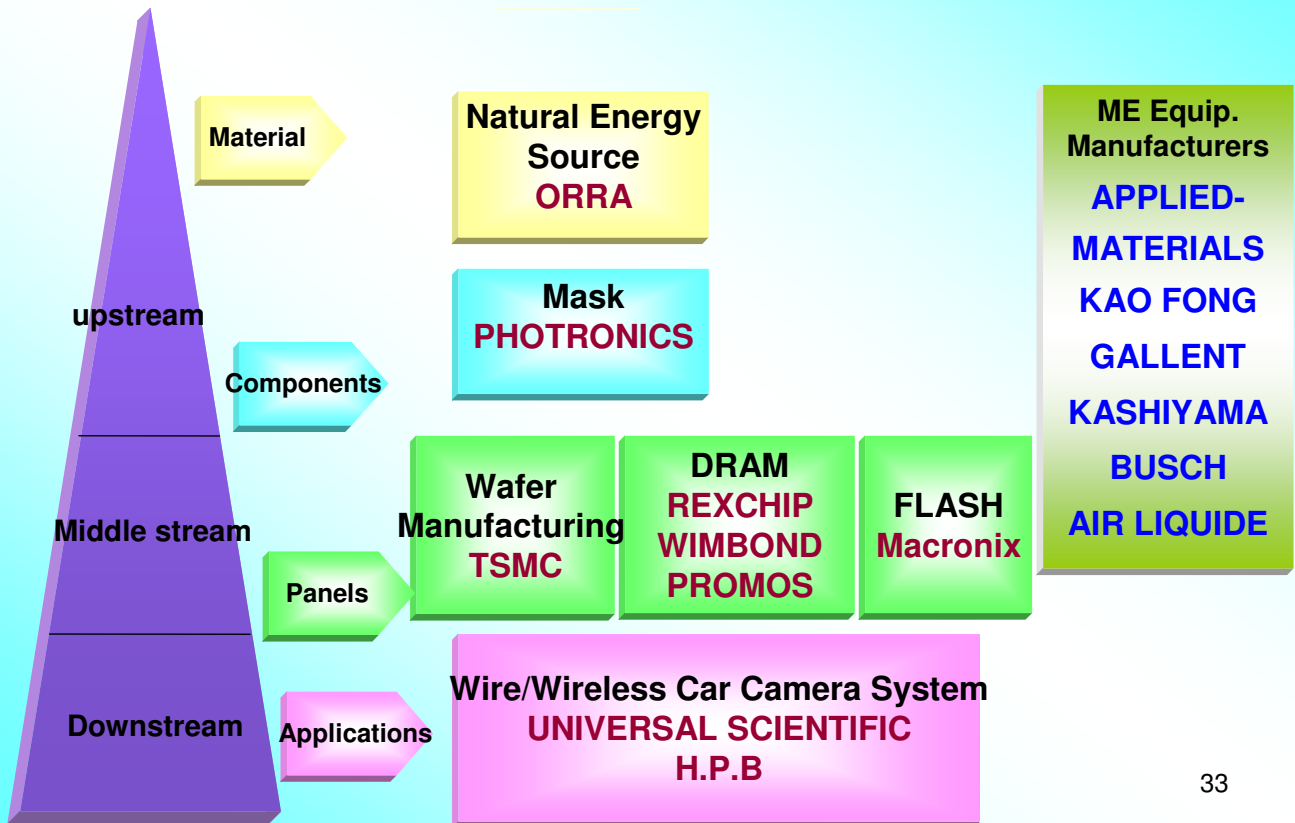 upstream
Middle stream
Downstream
Material
Natural Energy
Source
ORRA
Components
Mask
PHOTRONICS
Panels
Wafer
Manufacturing
TSMC
DRAM
REXCHIP
WIMBOND
PROMOS
FLASH
Macronix
Applications
Wire/Wireless Car Camera System
UNIVERSAL SCIENTIFIC
H.P.B
ME Equip.
Manufacturers
APPLIED-
MATERIALS
KAO FONG
GALLENT
KASHIYAMA
BUSCH
AIR LIQUIDE
33